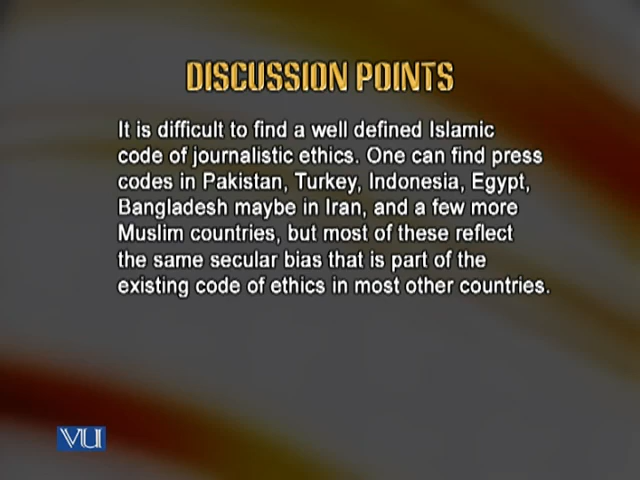 DISCUSSION POINTS
It is difficult to find a well defined Islamic
code of journalistic ethics. One can find press
codes in Pakistan, Turkey, Indonesia, Egypt,
Bangladesh maybe in Iran, and a few more
Muslim countries, but most of these reflect
the same secular bias that is part of the
existing code of ethics in most other countries.
VU